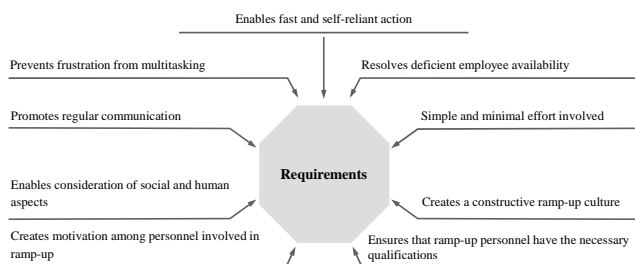 Enables fast and self-reliant action
Prevents frustration from multitasking
Resolves deficient employee availability
Promotes regular communication
Simple and minimal effort involved
Requirements
Enables consideration of social and human
aspects
Creates a constructive ramp-up culture
Creates motivation among personnel involved in
ramp-up
Ensures that ramp-up personnel have the necessary
qualifications